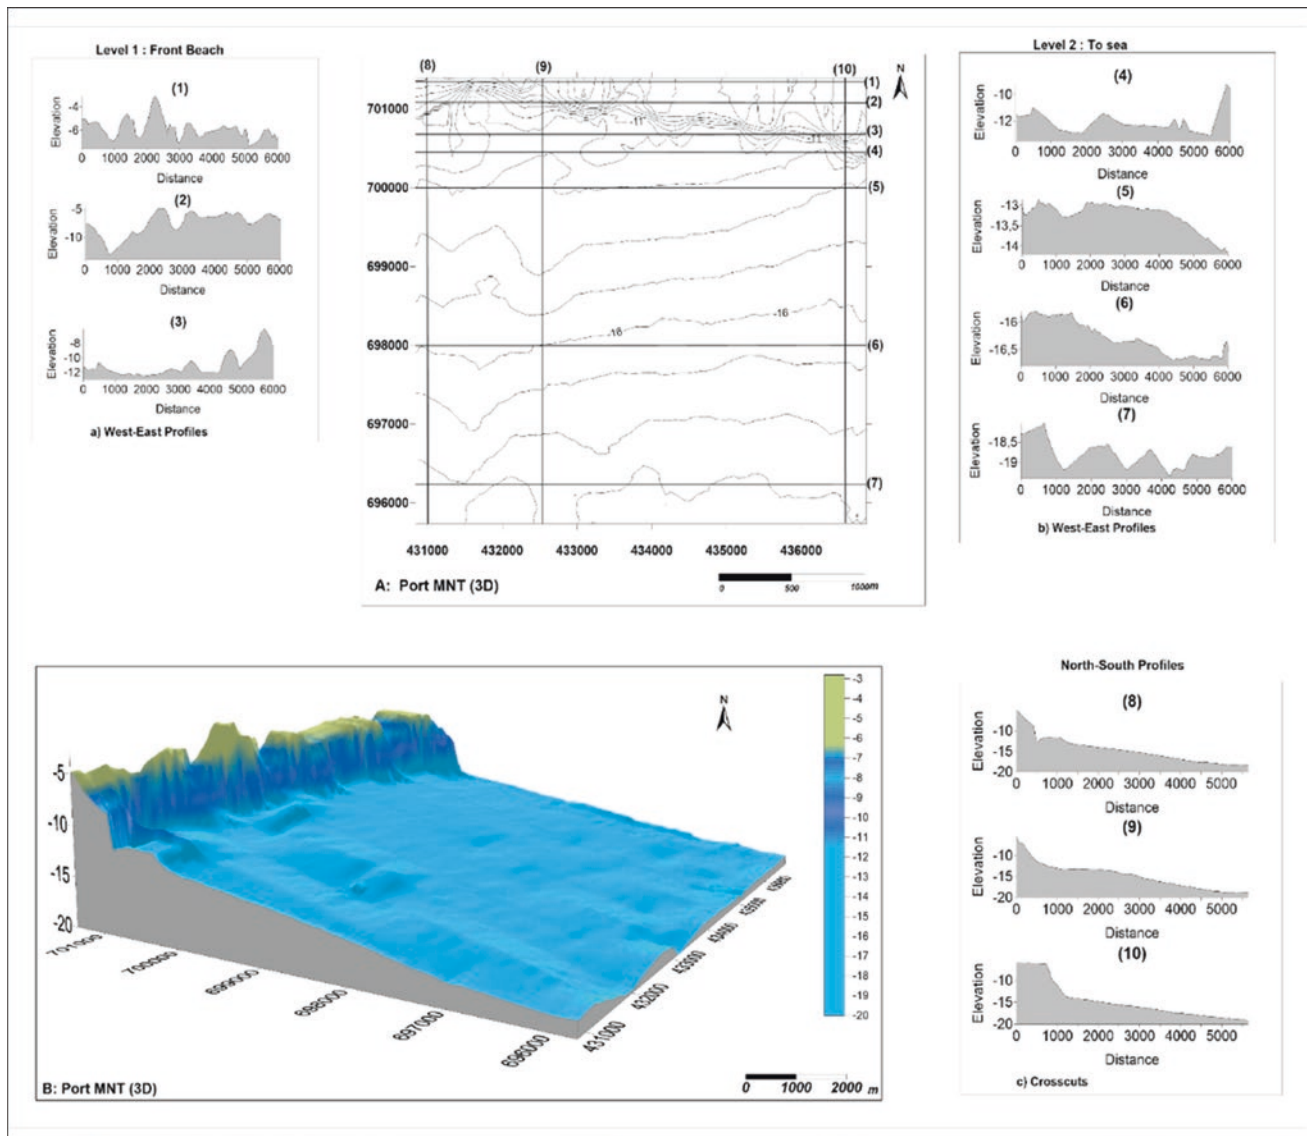 Level 1 : Front Beach
(1)
Elevation
-4
-6
0 1000 2000 3000 4000 5000 6000
Distance
(2)
Elevation
-5
-10
0 1000 2000 3000 4000 5000 6000
Distance
(3)
Elevation
-8
-10
-12
0 1000 2000 3000 4000 5000 6000
Distance
a) West-East Profiles
(8) (9) (10)
N
701000 (1)
(2)
-11
(3)
-11
(4)
700000 (5)
699000
-16
-16
698000 (6)
697000
(7)
696000
431000 432000 433000 434000 435000 436000
A: Port MNT (3D)
0 500 1000m
Level 2 : To sea
(4)
Elevation
-10
-12
0 1000 2000 3000 4000 5000 6000
Distance
(5)
Elevation
-13
-13,5
-14
0 1000 2000 3000 4000 5000 6000
Distance
(6)
Elevation
-16
-16,5
0 1000 2000 3000 4000 5000 6000
Distance
(7)
Elevation
-18,5
-19
0 1000 2000 3000 4000 5000 6000
Distance
b) West-East Profiles
N
-3
-4
-5
-6
-7
-8
-9
-10
-11
-12
-13
-14
-15
-16
-17
-18
-19
-20
-5
-10
-15
-20
701000 700000 699000 698000 697000 696000
431000 432000 433000 434000
B: Port MNT (3D)
0 1000 2000 m
North-South Profiles
(8)
Elevation
-10
-15
-20
0 1000 2000 3000 4000 5000
Distance
(9)
Elevation
-10
-15
-20
0 1000 2000 3000 4000 5000
Distance
(10)
Elevation
-10
-15
-20
0 1000 2000 3000 4000 5000
Distance
c) Crosscuts